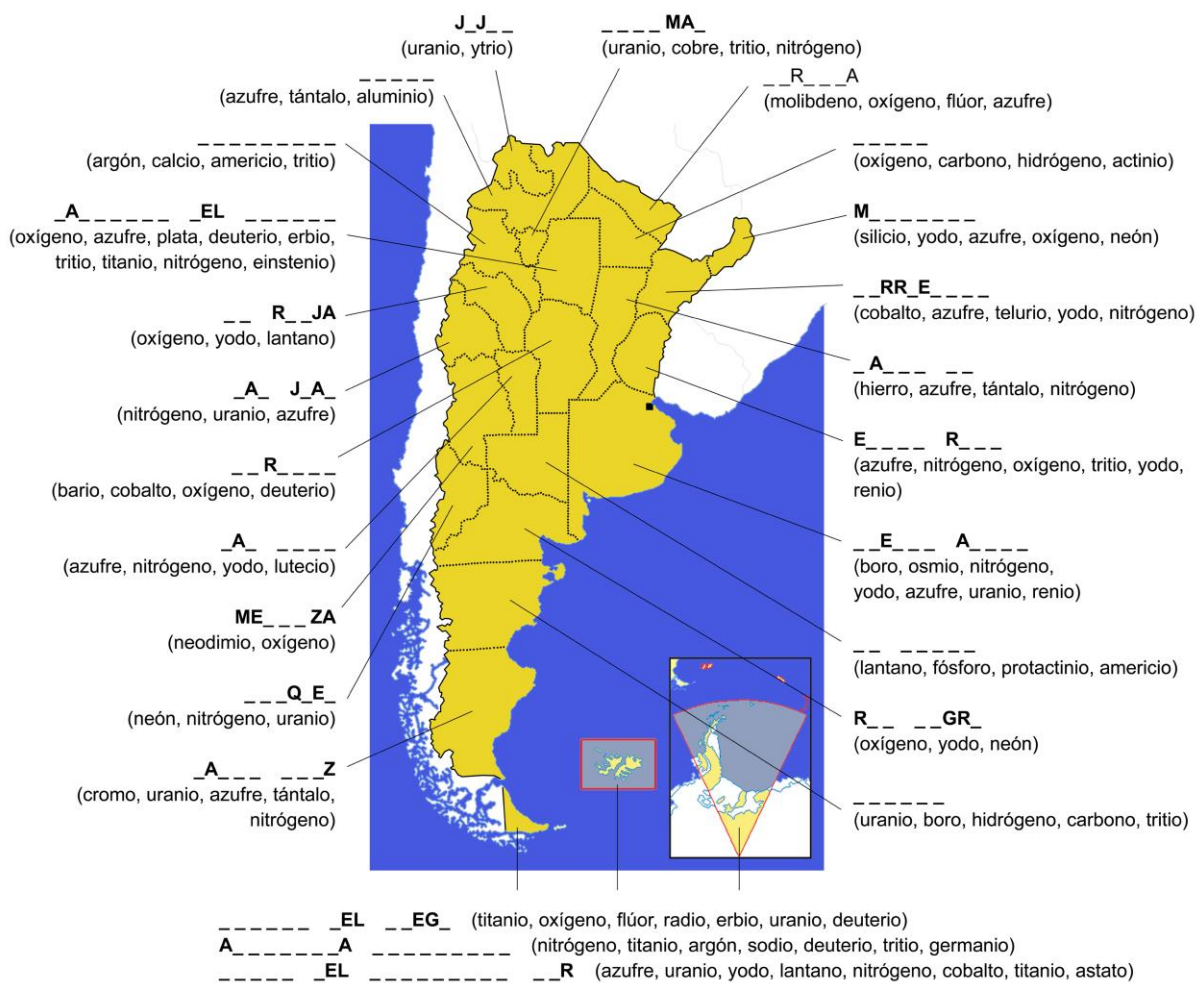 J_J_ _
(uranio, ytrio)
_ _ _ _ MA_
(uranio, cobre, tritio, nitrógeno)
_ _R_ _ _A
(molibdeno, oxígeno, flúor, azufre)
_ _ _ _ _
(azufre, tántalo, aluminio)
_ _ _ _ _ _ _ _ _
(argón, calcio, americio, tritio)
_ _ _ _ _
(oxígeno, carbono, hidrógeno, actinio)
_A_ _ _ _ _ _ _EL _ _ _ _ _ _ _
(oxígeno, azufre, plata, deuterio, erbio,
tritio, titanio, nitrógeno, einstenio)
M_ _ _ _ _ _ _
(silicio, yodo, azufre, oxígeno, neón)
_ _ R_ _JA
(oxígeno, yodo, lantano)
_ _RR_E_ _ _ _
(cobalto, azufre, telurio, yodo, nitrógeno)
_A_ J_A_
(nitrógeno, uranio, azufre)
_ A_ _ _ _ _
(hierro, azufre, tántalo, nitrógeno)
_ _ R_ _ _ _
(bario, cobalto, oxígeno, deuterio)
E_ _ _ _ R_ _ _
(azufre, nitrógeno, oxígeno, tritio, yodo,
renio)
_A_ _ _ _ _
(azufre, nitrógeno, yodo, lutecio)
_ _E_ _ _ A_ _ _ _
(boro, osmio, nitrógeno,
yodo, azufre, uranio, renio)
ME_ _ _ ZA
(neodimio, oxígeno)
_ _ _ _ _ _ _
(lantano, fósforo, protactinio, americio)
_ _ _Q_E_
(neón, nitrógeno, uranio)
R_ _ _ _GR_
(oxígeno, yodo, neón)
_A_ _ _ _ _ _Z
(cromo, uranio, azufre, tántalo,
nitrógeno)
_ _ _ _ _ _
(uranio, boro, hidrógeno, carbono, tritio)
_ _ _ _ _ _ _EL _ _EG_ (titanio, oxígeno, flúor, radio, erbio, uranio, deuterio)
A_ _ _ _ _ _ _A _ _ _ _ _ _ _ _ (nitrógeno, titanio, argón, sodio, deuterio, tritio, germanio)
_ _ _ _ _ _EL _ _ _ _ _ _ _ _ _ _ _R (azufre, uranio, yodo, lantano, nitrógeno, cobalto, titanio, astato)